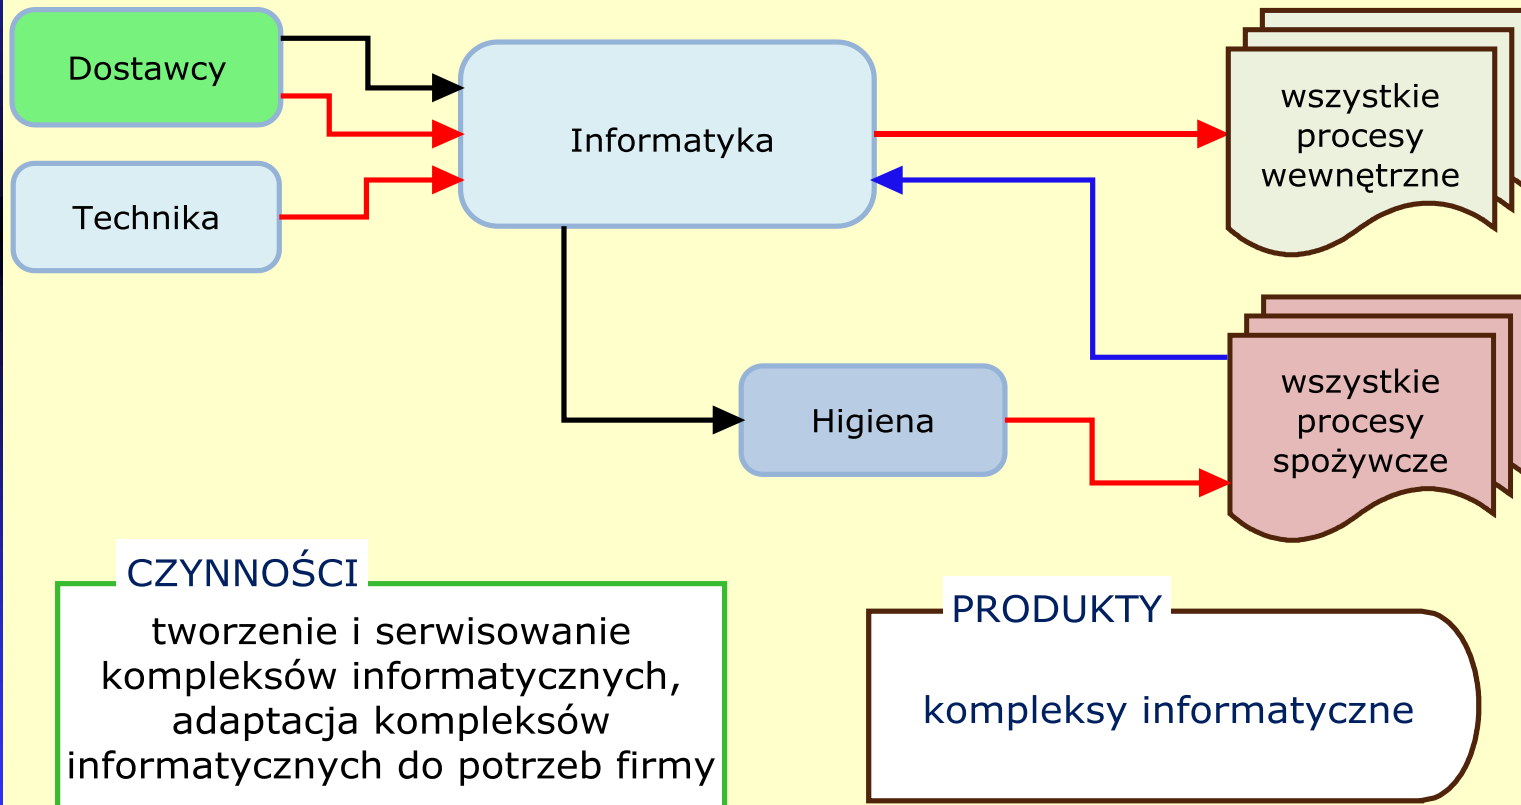 Dostawcy
Technika
Informatyka
wszystkie
procesy
wewnętrzne
Higiena
wszystkie
procesy
spożywcze
CZYNNOŚCI
tworzenie i serwisowanie
kompleksów informatycznych,
adaptacja kompleksów
informatycznych do potrzeb firmy
PRODUKTY
kompleksy informatyczne